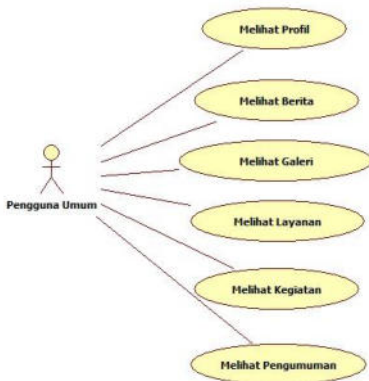 Melihat Profil
Melihat Berita
Melihat Galeri
Pengguna Umum
Melihat Layanan
Melihat Kegiatan
Melihat Pengumuman